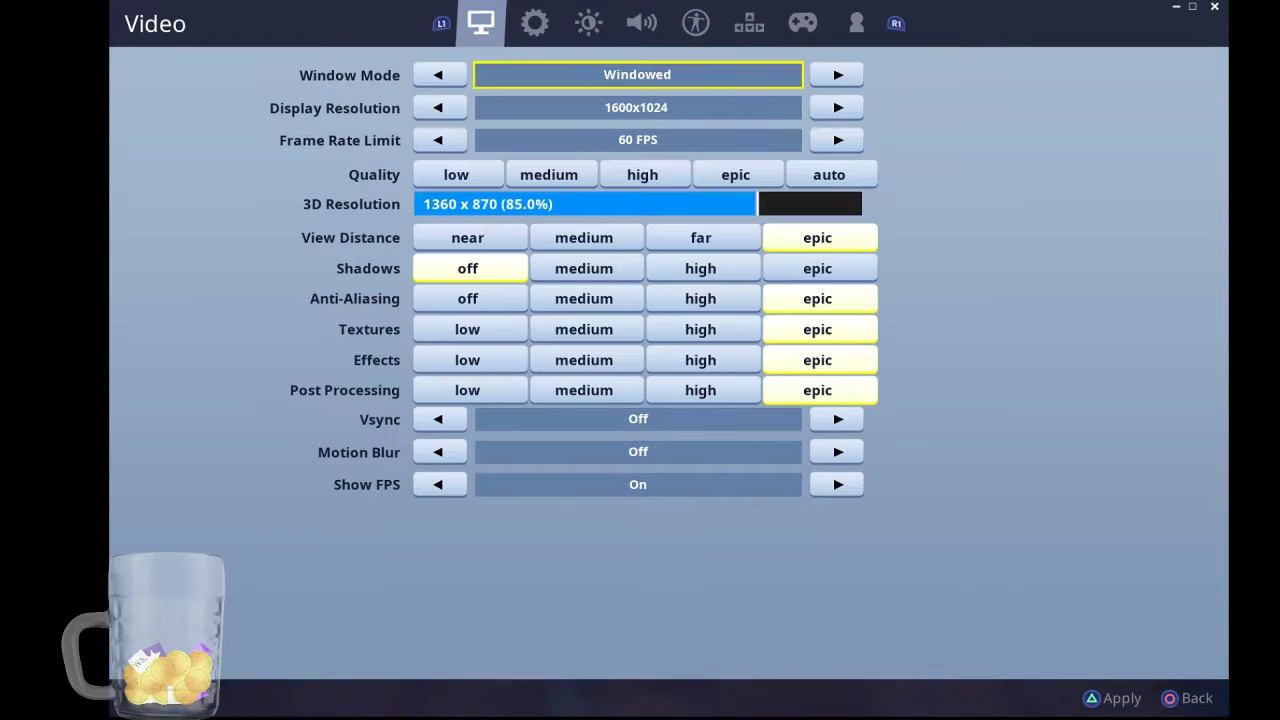 Video L1 R1
Window Mode Windowed
Display Resolution 1600x1024
Frame Rate Limit 60 FPS
Quality low medium high epic auto
3D Resolution 1360 x 870 (85.0%)
View Distance near medium far epic
Shadows off medium high epic
Anti-Aliasing off medium high epic
Textures low medium high epic
Effects low medium high epic
Post Processing low medium high epic
Vsync Off
Motion Blur Off
Show FPS On
Apply Back